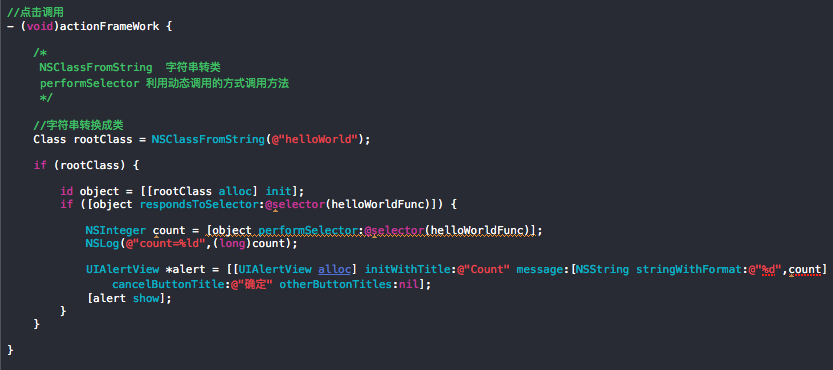 //点击调用
- (void)actionFrameWork {
/*
NSClassFromString  字符串转类
performSelector 利用动态调用的方式调用方法
*/
//字符串转换成类
Class rootClass = NSClassFromString(@"helloWorld");
if (rootClass) {
id object = [[rootClass alloc] init];
if ([object respondsToSelector:@selector(helloWorldFunc)]) {
NSInteger count = [object performSelector:@selector(helloWorldFunc)];
NSLog(@"count=%ld",(long)count);
UIAlertView *alert = [[UIAlertView alloc] initWithTitle:@"Count" message:[NSString stringWithFormat:@"%d",count]
cancelButtonTitle:@"确定" otherButtonTitles:nil];
[alert show];
}
}
}